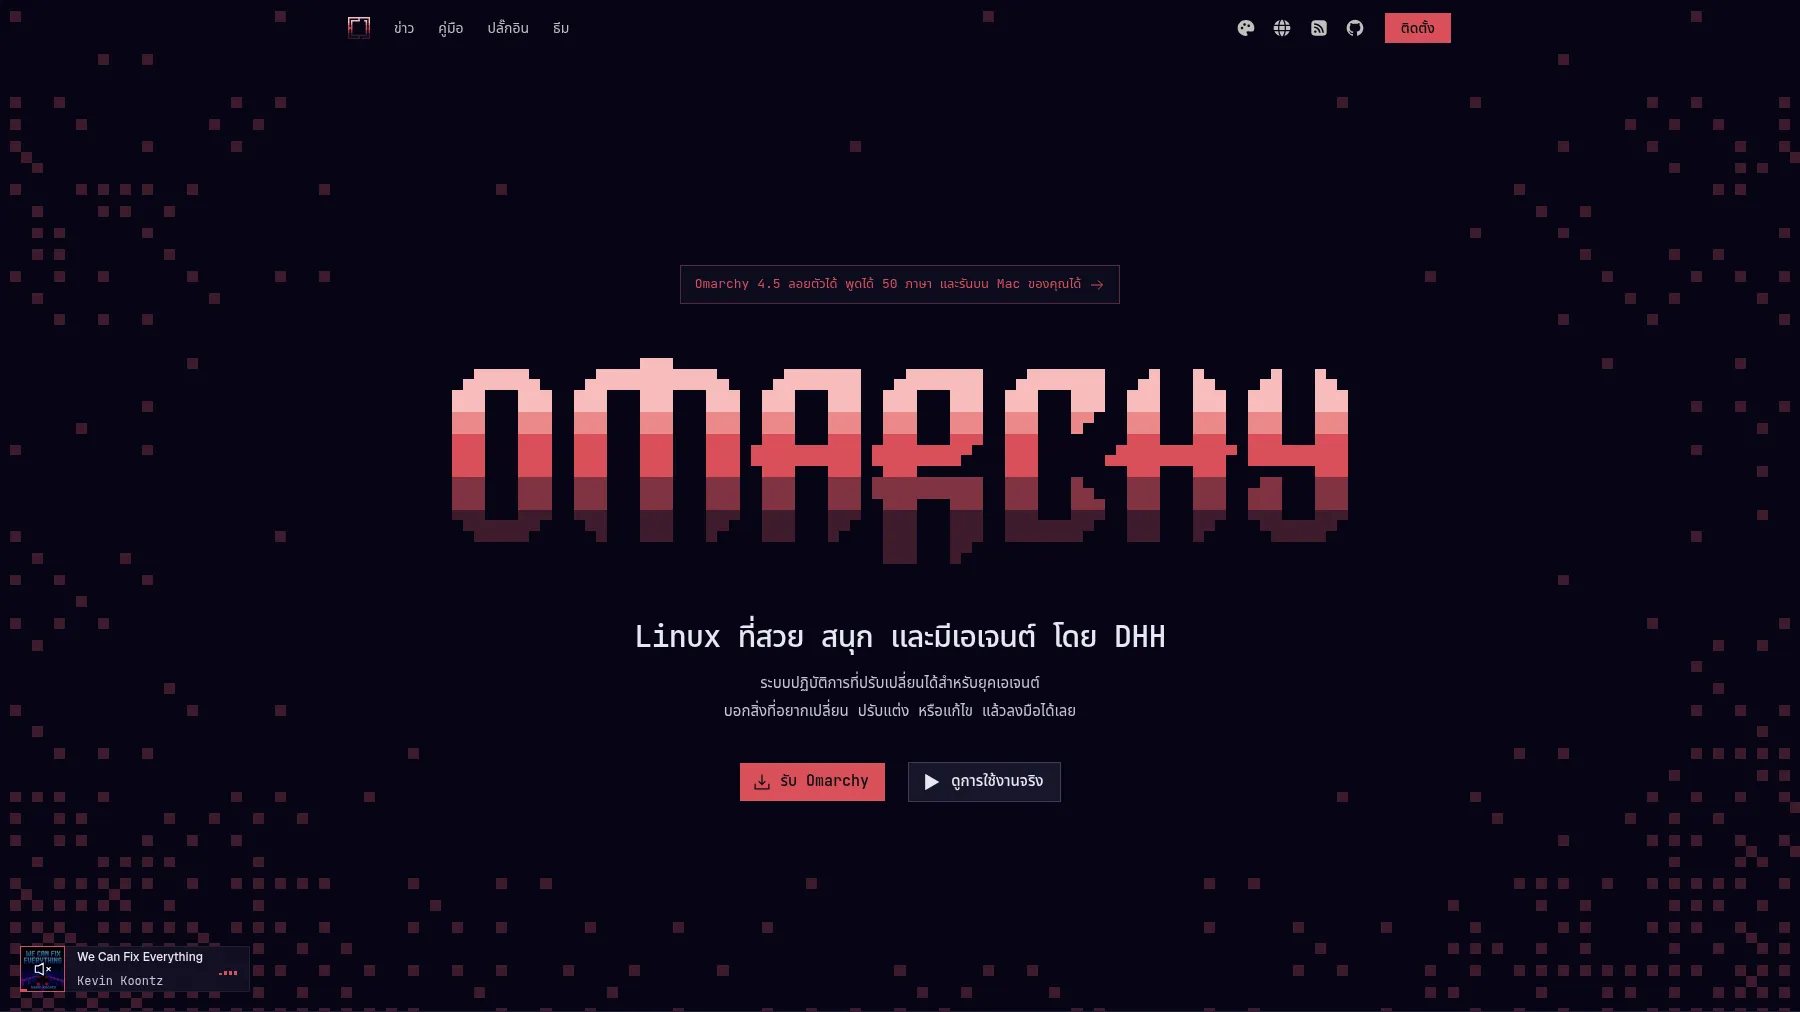 ข่าว
คู่มือ
ปลั๊กอิน
ธีม
ติดตั้ง
Omarchy 4.5 ลอยตัวได้ พูดได้ 50 ภาษา และรันบน Mac ของคุณได้ →
OMARCHY
Linux ที่สวย สนุก และมีเอเจนต์ โดย DHH
ระบบปฏิบัติการที่ปรับเปลี่ยนได้สำหรับยุคเอเจนต์
บอกสิ่งที่อยากเปลี่ยน ปรับแต่ง หรือแก้ไข แล้วลงมือได้เลย
รับ Omarchy
ดูการใช้งานจริง
WE CAN FIX
EVERYTHING
We Can Fix Everything
Kevin Koontz